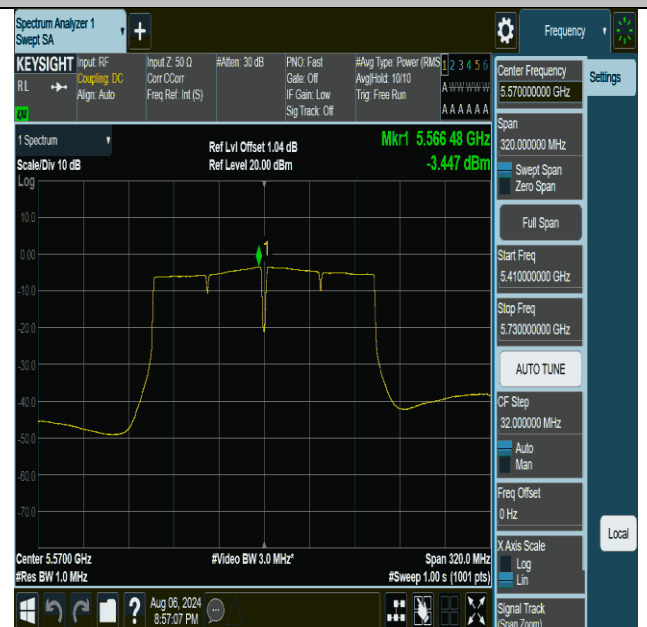 Spectrum Analyzer 1
Swept SA
Frequency
KEYSIGHT
RL
Input: RF
Coupling: DC
Align: Auto
Input Z: 50 Ω
Corr CCorr
Freq Ref: Int (S)
#Atten: 30 dB
PNO: Fast
Gate: Off
IF Gain: Low
Sig Track: Off
#Avg Type: Power (RMS
Avg|Hold: 10/10
Trig: Free Run
1 2 3 4 5 6
A W W W W W
A A A A A A
1 Spectrum
Scale/Div 10 dB
Log
Ref Lvl Offset 1.04 dB
Ref Level 20.00 dBm
Mkr1 5.566 48 GHz
-3.447 dBm
10.0
0.00
-10.0
-20.0
-30.0
-40.0
-50.0
-60.0
-70.0
1
Center 5.5700 GHz
#Res BW 1.0 MHz
#Video BW 3.0 MHz*
Span 320.0 MHz
#Sweep 1.00 s (1001 pts)
Aug 06, 2024
8:57:07 PM
Center Frequency
5.570000000 GHz
Settings
Span
320.000000 MHz
Swept Span
Zero Span
Full Span
Start Freq
5.410000000 GHz
Stop Freq
5.730000000 GHz
AUTO TUNE
CF Step
32.000000 MHz
Auto
Man
Freq Offset
0 Hz
X Axis Scale
Log
Lin
Local
Signal Track
(Span Zoom)